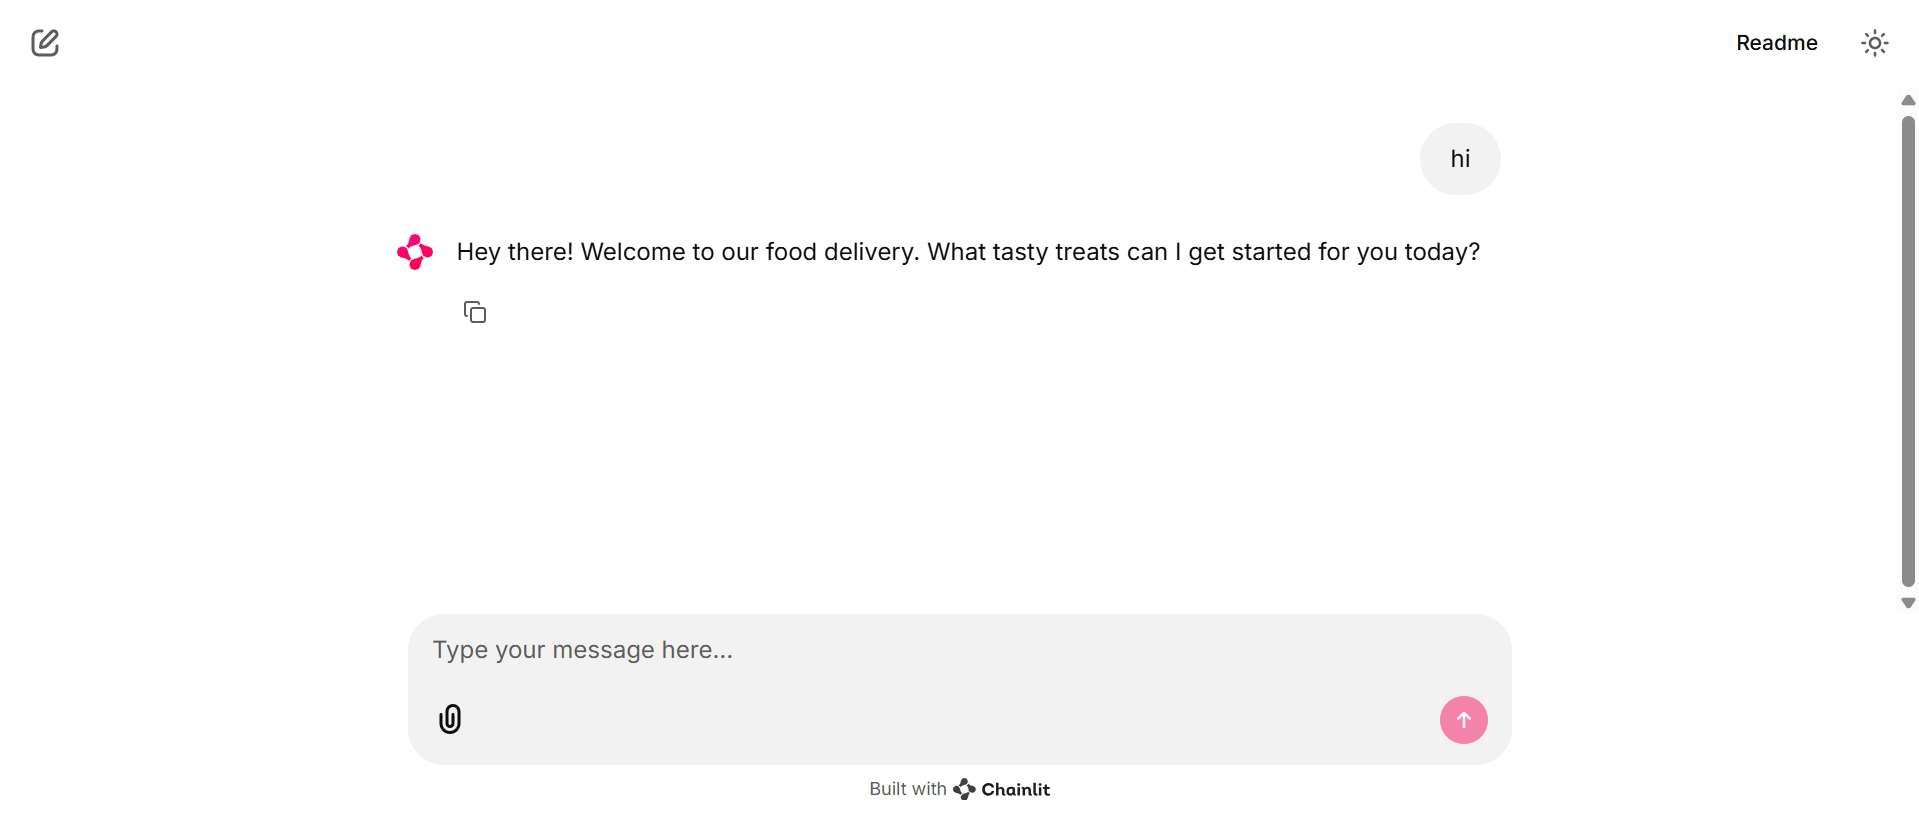 Readme
hi
Hey there! Welcome to our food delivery. What tasty treats can I get started for you today?
Type your message here...
Built with Chainlit